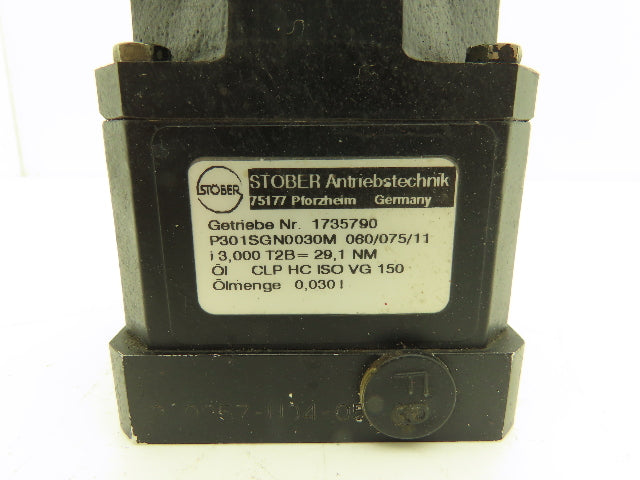 STÖBER
STÖBER Antriebstechnik
75177 Pforzheim Germany
Getriebe Nr. 1735790
P301SGN0030M 060/075/11
i 3,000 T2B= 29,1 NM
Öl CLP HC ISO VG 150
Ölmenge 0,030 l